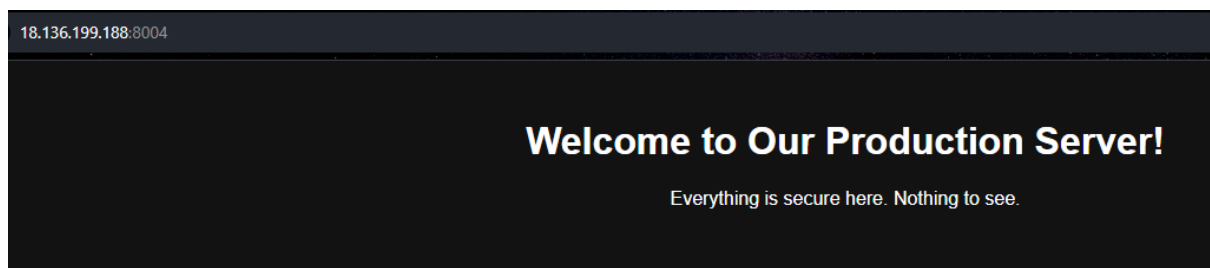 18.136.199.188:8004
Welcome to Our Production Server!
Everything is secure here. Nothing to see.